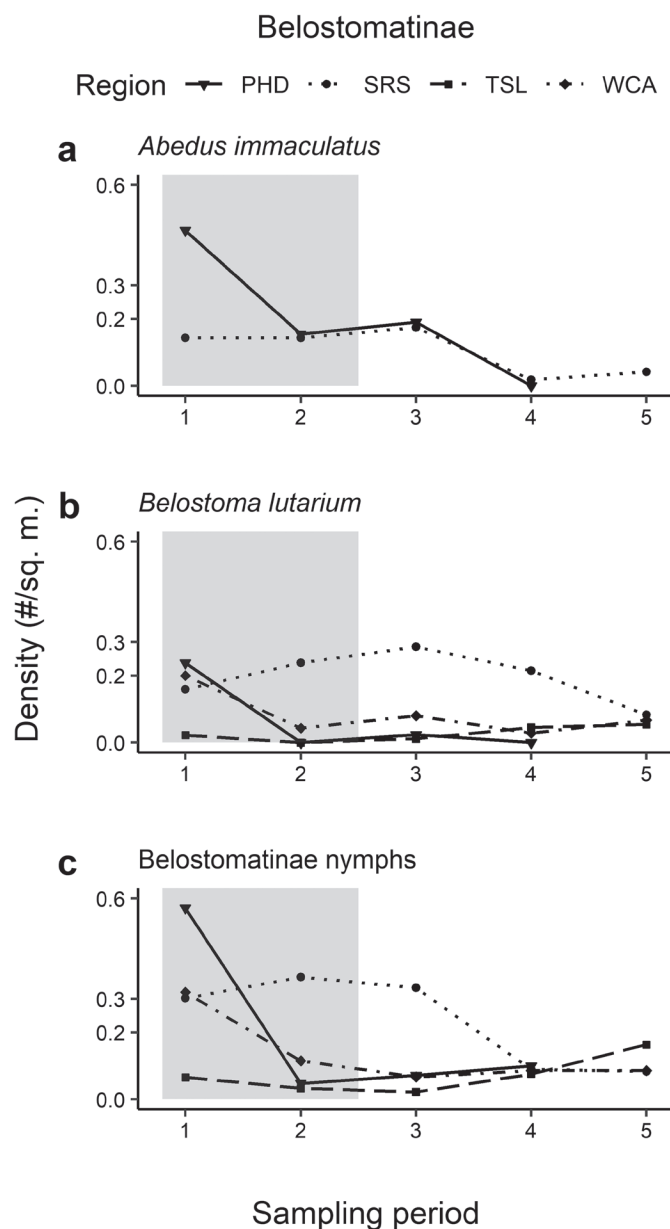 Belostomatinae
Region PHD SRS TSL WCA
a Abedus immaculatus
0.6
0.3
0.2
0.0
1 2 3 4 5
b Belostoma lutarium
0.6
0.3
0.2
0.0
1 2 3 4 5
Density (#/sq. m.)
c Belostomatinae nymphs
0.6
0.3
0.2
0.0
1 2 3 4 5
Sampling period